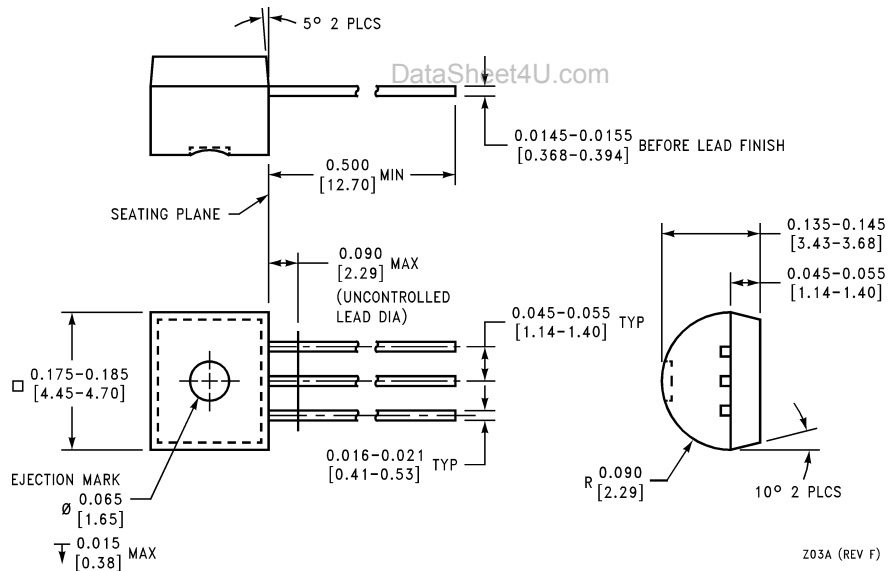 5° 2 PLCS
DataSheet4U.com
0.0145-0.0155
[0.368-0.394] BEFORE LEAD FINISH
0.500
[12.70] MIN
SEATING PLANE
0.090
[2.29] MAX
(UNCONTROLLED
LEAD DIA)
0.045-0.055
[1.14-1.40] TYP
0.135-0.145
[3.43-3.68]
0.045-0.055
[1.14-1.40]
□ 0.175-0.185
[4.45-4.70]
0.016-0.021
[0.41-0.53] TYP
EJECTION MARK
Ø 0.065
[1.65]
0.015
[0.38] MAX
R 0.090
[2.29]
10° 2 PLCS
Z03A (REV F)